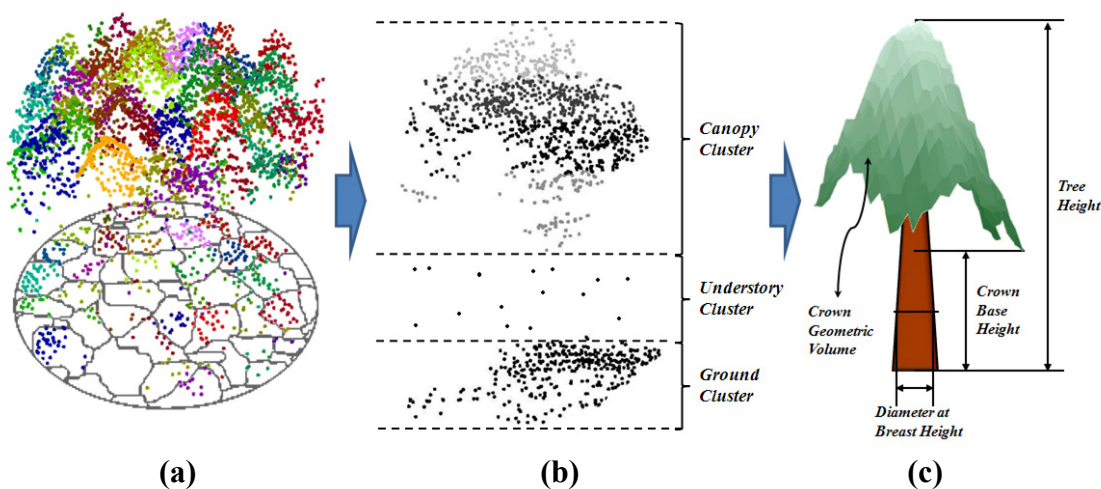 Canopy
Cluster
Understory
Cluster
Ground
Cluster
Tree
Height
Crown
Base
Height
Crown
Geometric
Volume
Diameter at
Breast Height
(a)
(b)
(c)